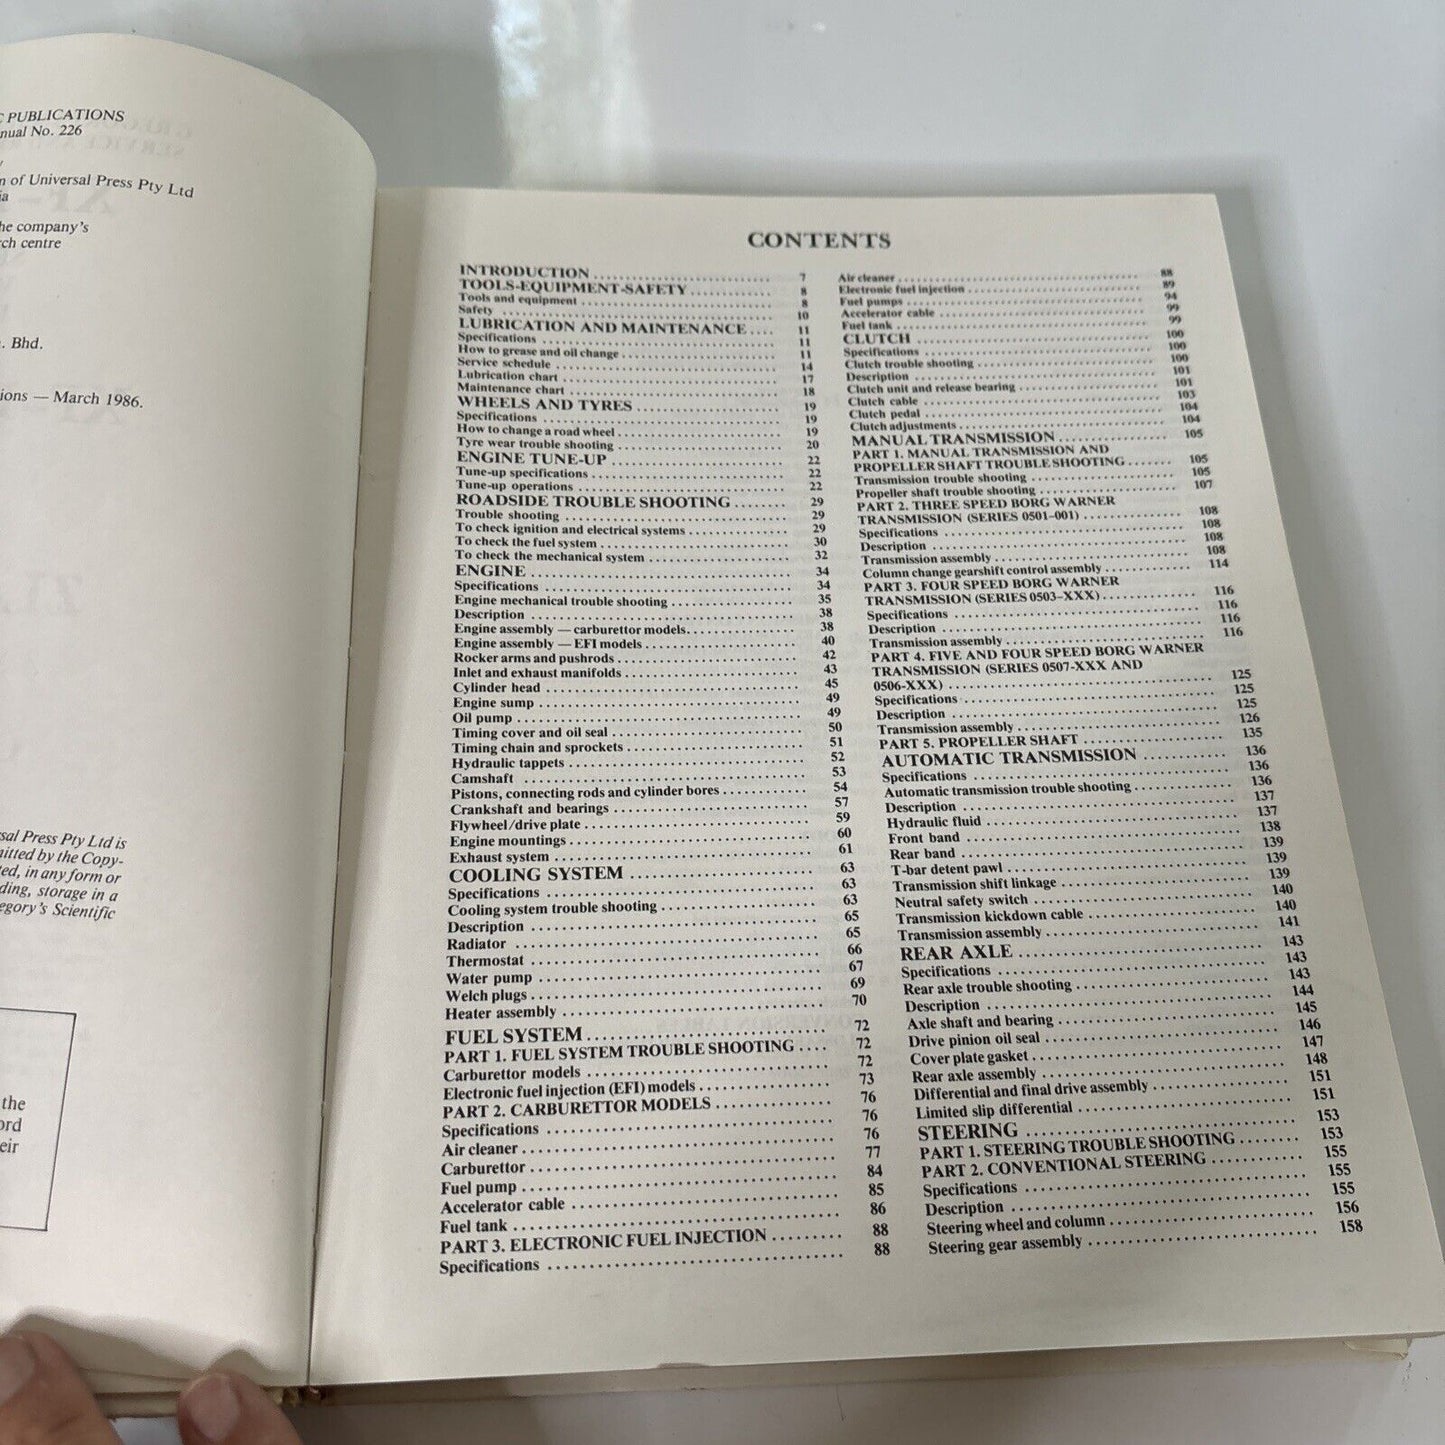 C PUBLICATIONS
nual No. 226
n of Universal Press Pty Ltd
ia
he company's
rch centre
. Bhd.
ions — March 1986.
sal Press Pty Ltd is
mitted by the Copy-
ted, in any form or
ding, storage in a
egory's Scientific
the
ord
eir
CONTENTS
INTRODUCTION 7
TOOLS-EQUIPMENT-SAFETY 8
Tools and equipment 8
Safety 10
LUBRICATION AND MAINTENANCE 11
Specifications 11
How to grease and oil change 11
Service schedule 14
Lubrication chart 17
Maintenance chart 18
WHEELS AND TYRES 19
Specifications 19
How to change a road wheel 19
Tyre wear trouble shooting 20
ENGINE TUNE-UP 22
Tune-up specifications 22
Tune-up operations 22
ROADSIDE TROUBLE SHOOTING 29
Trouble shooting 29
To check ignition and electrical systems 29
To check the fuel system 30
To check the mechanical system 32
ENGINE 34
Specifications 34
Engine mechanical trouble shooting 35
Description 38
Engine assembly — carburettor models 38
Engine assembly — EFI models 40
Rocker arms and pushrods 42
Inlet and exhaust manifolds 43
Cylinder head 45
Engine sump 49
Oil pump 49
Timing cover and oil seal 50
Timing chain and sprockets 51
Hydraulic tappets 52
Camshaft 53
Pistons, connecting rods and cylinder bores 54
Crankshaft and bearings 57
Flywheel/drive plate 59
Engine mountings 60
Exhaust system 61
COOLING SYSTEM 63
Specifications 63
Cooling system trouble shooting 63
Description 65
Radiator 65
Thermostat 66
Water pump 67
Welch plugs 69
Heater assembly 70
FUEL SYSTEM 72
PART 1. FUEL SYSTEM TROUBLE SHOOTING 72
Carburettor models 72
Electronic fuel injection (EFI) models 73
PART 2. CARBURETTOR MODELS 76
Specifications 76
Air cleaner 76
Carburettor 77
Fuel pump 84
Accelerator cable 85
Fuel tank 86
PART 3. ELECTRONIC FUEL INJECTION 88
Specifications 88
Air cleaner 88
Electronic fuel injection 89
Fuel pumps 94
Accelerator cable 99
Fuel tank 99
CLUTCH 100
Specifications 100
Clutch trouble shooting 100
Description 101
Clutch unit and release bearing 101
Clutch cable 103
Clutch pedal 104
Clutch adjustments 104
MANUAL TRANSMISSION 105
PART 1. MANUAL TRANSMISSION AND
PROPELLER SHAFT TROUBLE SHOOTING 105
Transmission trouble shooting 105
Propeller shaft trouble shooting 107
PART 2. THREE SPEED BORG WARNER
TRANSMISSION (SERIES 0501-001) 108
Specifications 108
Description 108
Transmission assembly 108
Column change gearshift control assembly 114
PART 3. FOUR SPEED BORG WARNER
TRANSMISSION (SERIES 0503-XXX) 116
Specifications 116
Description 116
Transmission assembly 116
PART 4. FIVE AND FOUR SPEED BORG WARNER
TRANSMISSION (SERIES 0507-XXX AND
0506-XXX) 125
Specifications 125
Description 125
Transmission assembly 126
PART 5. PROPELLER SHAFT 135
AUTOMATIC TRANSMISSION 136
Specifications 136
Automatic transmission trouble shooting 136
Description 137
Hydraulic fluid 137
Front band 138
Rear band 139
T-bar detent pawl 139
Transmission shift linkage 139
Neutral safety switch 140
Transmission kickdown cable 140
Transmission assembly 141
REAR AXLE 143
Specifications 143
Rear axle trouble shooting 143
Description 144
Axle shaft and bearing 145
Drive pinion oil seal 146
Cover plate gasket 147
Rear axle assembly 148
Differential and final drive assembly 151
Limited slip differential 151
STEERING 153
PART 1. STEERING TROUBLE SHOOTING 153
PART 2. CONVENTIONAL STEERING 155
Specifications 155
Description 155
Steering wheel and column 156
Steering gear assembly 158